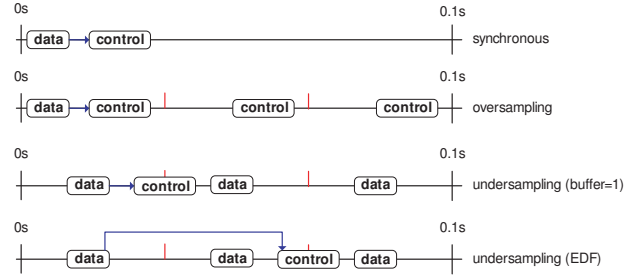 0s 0.1s
data control synchronous
0s 0.1s
data control control control oversampling
0s 0.1s
data control data data undersampling (buffer=1)
0s 0.1s
data data control data undersampling (EDF)